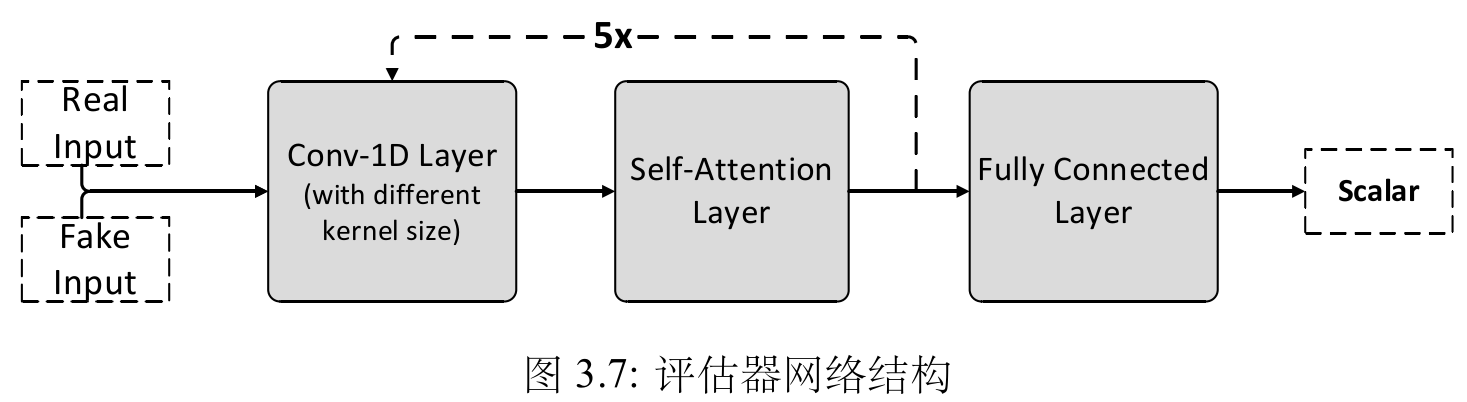 5x
Real
Input
Fake
Input
Conv-1D Layer
(with different
kernel size)
Self-Attention
Layer
Fully Connected
Layer
Scalar
图 3.7: 评估器网络结构